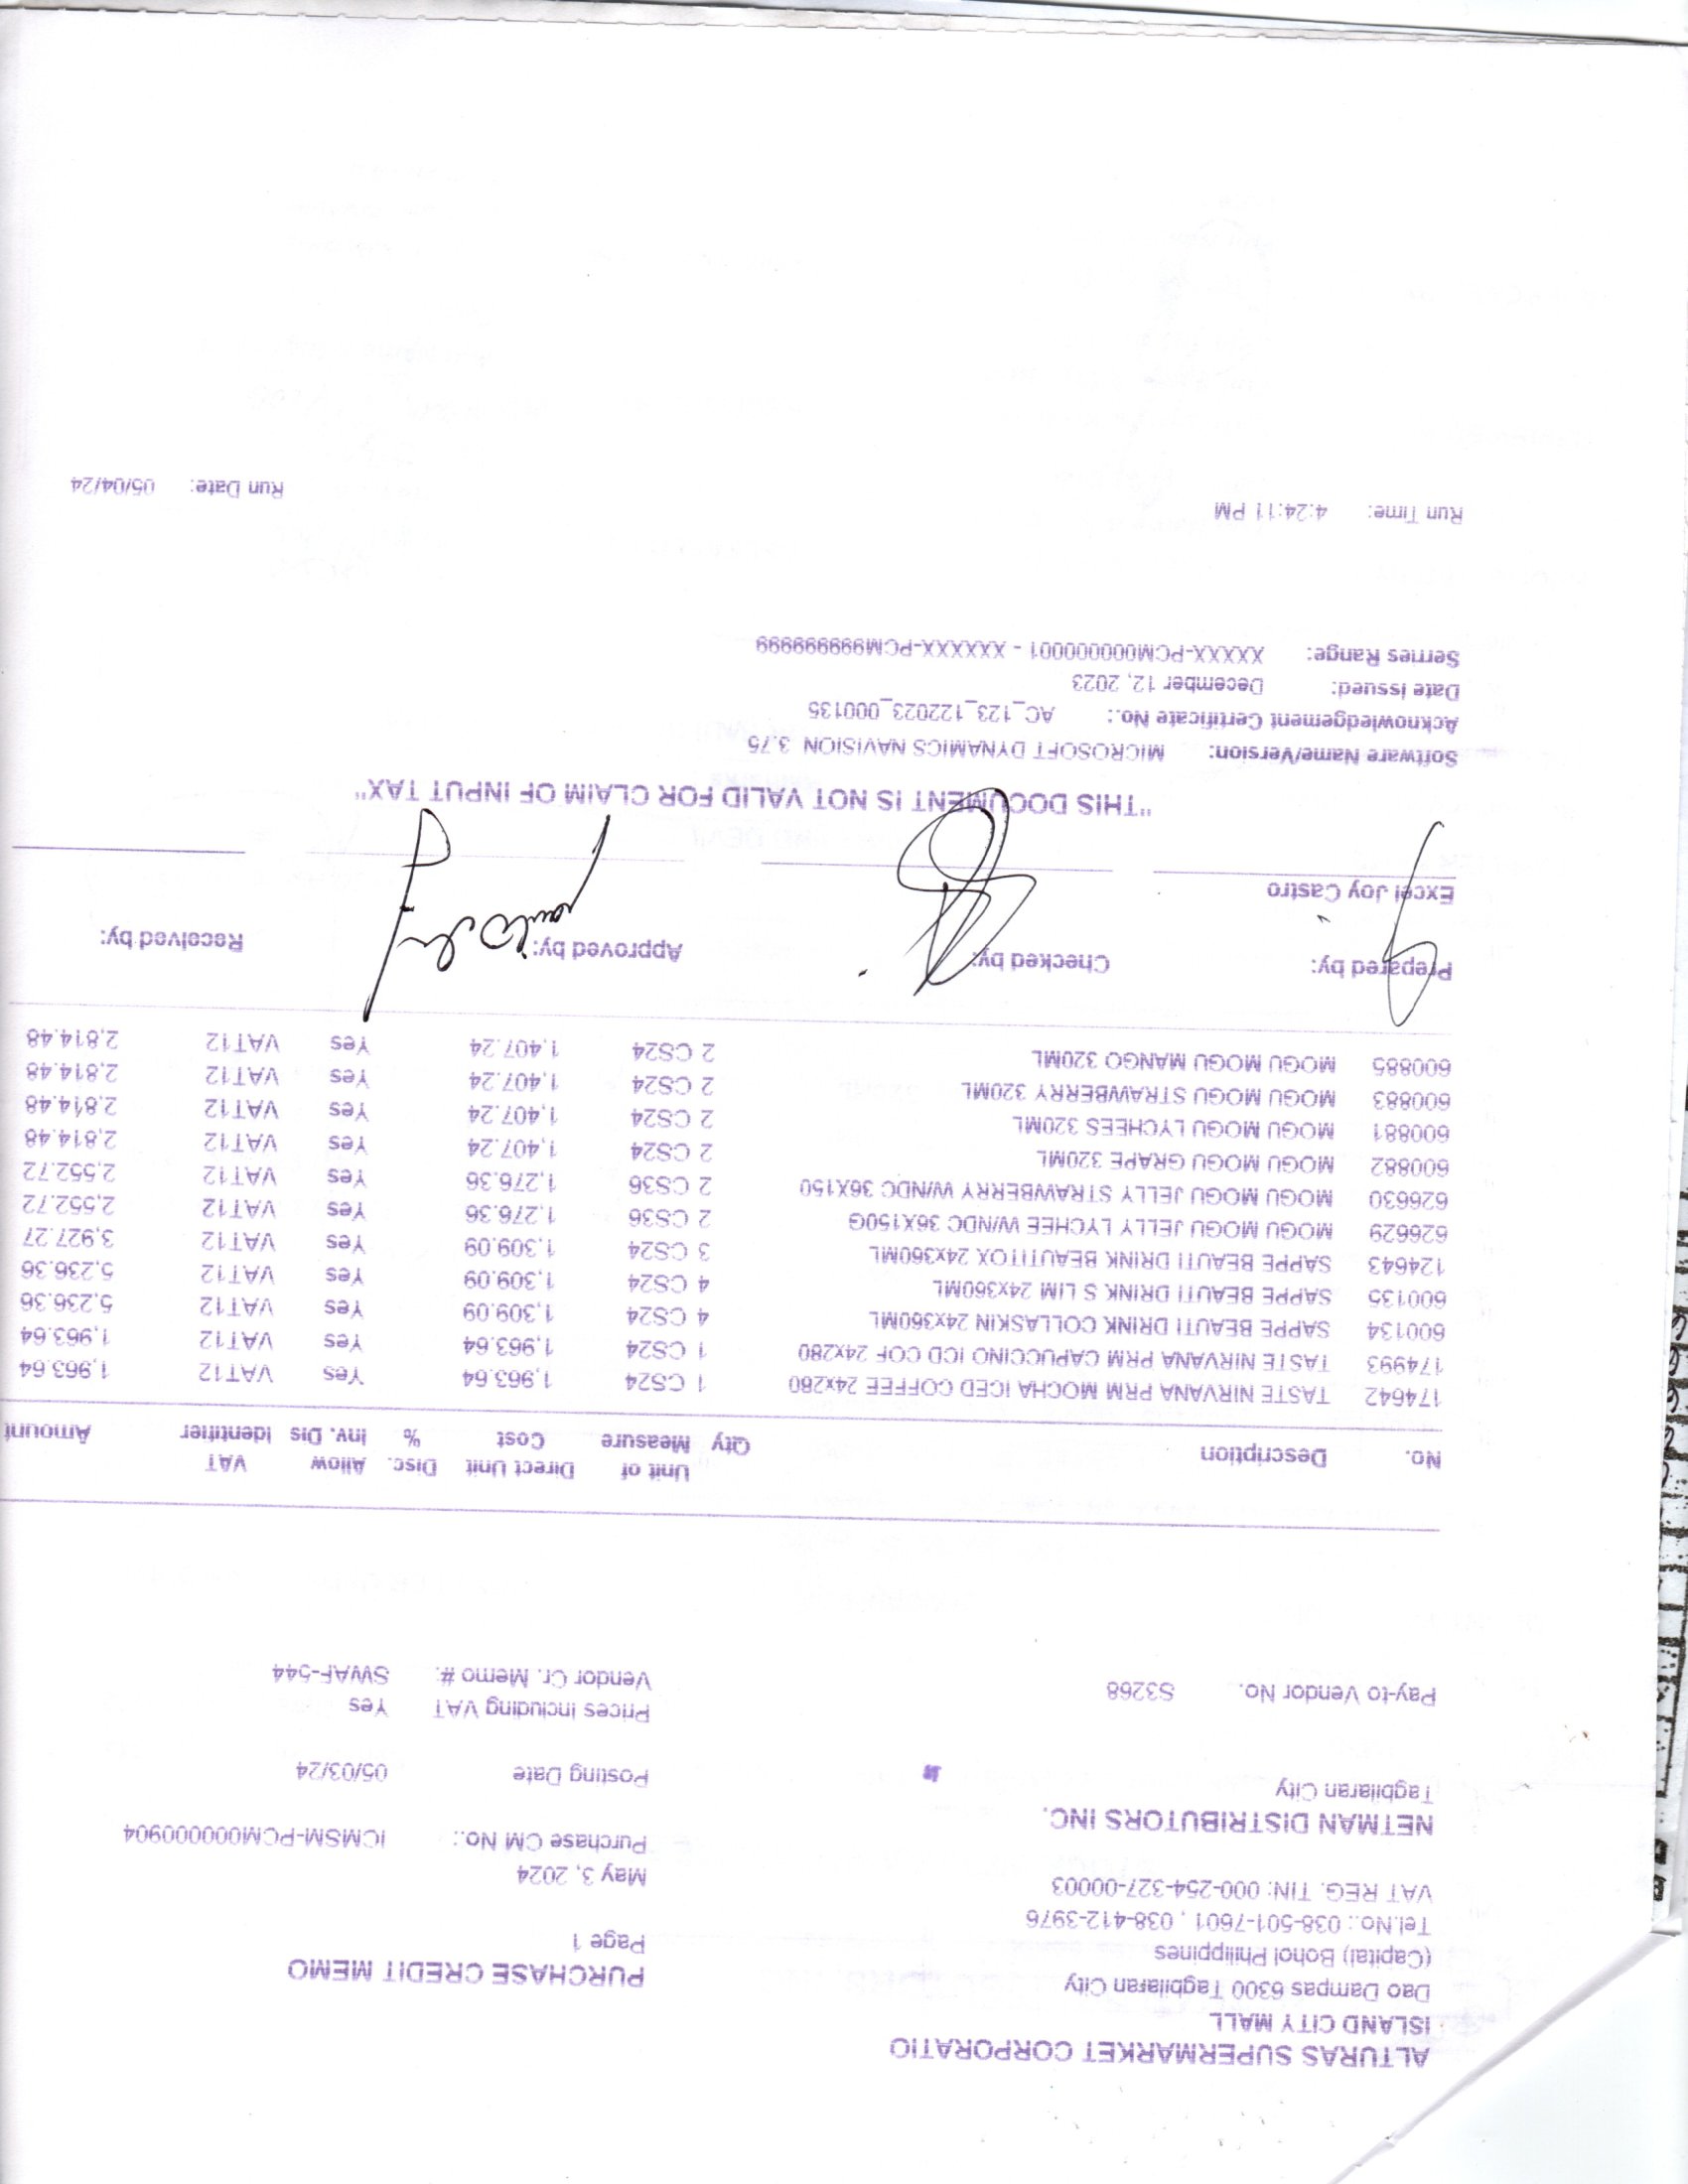 ALTURAS SUPERMARKET CORPORATIO
ISLAND CITY MALL
Dao Dampas 6300 Tagbilaran City
(Capital) Bohol Philippines
Tel.No.: 038-501-7601 , 038-412-3976
VAT REG. TIN: 000-254-327-00003
PURCHASE CREDIT MEMO
Page 1
May 3, 2024
Purchase CM No.: ICMSM-PCM000000904
NETMAN DISTRIBUTORS INC.
Tagbilaran City
Posting Date 05/03/24
Prices Including VAT Yes
Pay-to Vendor No. S3268
Vendor Cr. Memo #: SWAF-544
No. Description Qty Unit of Measure Direct Unit Cost Disc. % Allow Inv. Dis VAT Identifier Amount
174642 TASTE NIRVANA PRM MOCHA ICED COFFEE 24x280 1 CS24 1,963.64 Yes VAT12 1,963.64
174993 TASTE NIRVANA PRM CAPUCCINO ICD COF 24x280 1 CS24 1,963.64 Yes VAT12 1,963.64
600134 SAPPE BEAUTI DRINK COLLASKIN 24x360ML 4 CS24 1,309.09 Yes VAT12 5,236.36
600135 SAPPE BEAUTI DRINK S LIM 24x360ML 4 CS24 1,309.09 Yes VAT12 5,236.36
124643 SAPPE BEAUTI DRINK BEAUTITOX 24x360ML 3 CS24 1,309.09 Yes VAT12 3,927.27
626629 MOGU MOGU JELLY LYCHEE W/NDC 36X150G 2 CS36 1,276.36 Yes VAT12 2,552.72
626630 MOGU MOGU JELLY STRAWBERRY W/NDC 36X150 2 CS36 1,276.36 Yes VAT12 2,552.72
600882 MOGU MOGU GRAPE 320ML 2 CS24 1,407.24 Yes VAT12 2,814.48
600881 MOGU MOGU LYCHEES 320ML 2 CS24 1,407.24 Yes VAT12 2,814.48
600883 MOGU MOGU STRAWBERRY 320ML 2 CS24 1,407.24 Yes VAT12 2,814.48
600885 MOGU MOGU MANGO 320ML 2 CS24 1,407.24 Yes VAT12 2,814.48
Prepared by: Checked by: Approved by: Received by:
Excel Joy Castro
"THIS DOCUMENT IS NOT VALID FOR CLAIM OF INPUT TAX"
Software Name/Version: MICROSOFT DYNAMICS NAVISION 3.75
Acknowledgement Certificate No.: AC_123_122023_000135
Date Issued: December 12, 2023
Serries Range: XXXXX-PCM000000001 - XXXXXX-PCM999999999
Run Time: 4:24:11 PM Run Date: 05/04/24